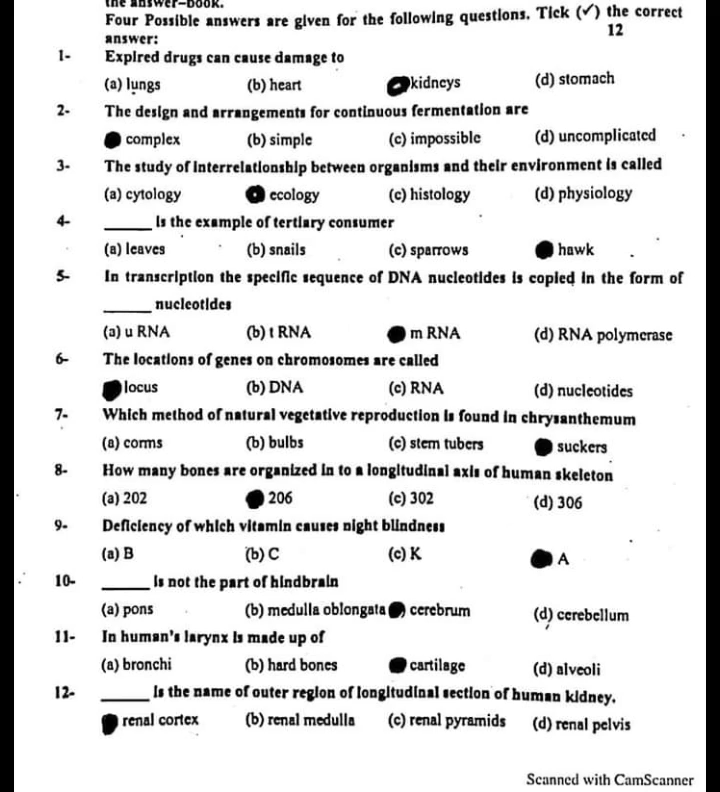 the answer-book.
Four Possible answers are given for the following questions. Tick (✓) the correct
answer: 12
1- Expired drugs can cause damage to
(a) lungs (b) heart kidneys (d) stomach
2- The design and arrangements for continuous fermentation are
complex (b) simple (c) impossible (d) uncomplicated
3- The study of interrelationship between organisms and their environment is called
(a) cytology ecology (c) histology (d) physiology
4- ______ is the example of tertiary consumer
(a) leaves (b) snails (c) sparrows hawk
5- In transcription the specific sequence of DNA nucleotides is copied in the form of
______ nucleotides
(a) u RNA (b) t RNA m RNA (d) RNA polymerase
6- The locations of genes on chromosomes are called
locus (b) DNA (c) RNA (d) nucleotides
7- Which method of natural vegetative reproduction is found in chrysanthemum
(a) corms (b) bulbs (c) stem tubers suckers
8- How many bones are organized in to a longitudinal axis of human skeleton
(a) 202 206 (c) 302 (d) 306
9- Deficiency of which vitamin causes night blindness
(a) B (b) C (c) K A
10- ______ is not the part of hindbrain
(a) pons (b) medulla oblongata cerebrum (d) cerebellum
11- In human's larynx is made up of
(a) bronchi (b) hard bones cartilage (d) alveoli
12- ______ is the name of outer region of longitudinal section of human kidney.
renal cortex (b) renal medulla (c) renal pyramids (d) renal pelvis
Scanned with CamScanner